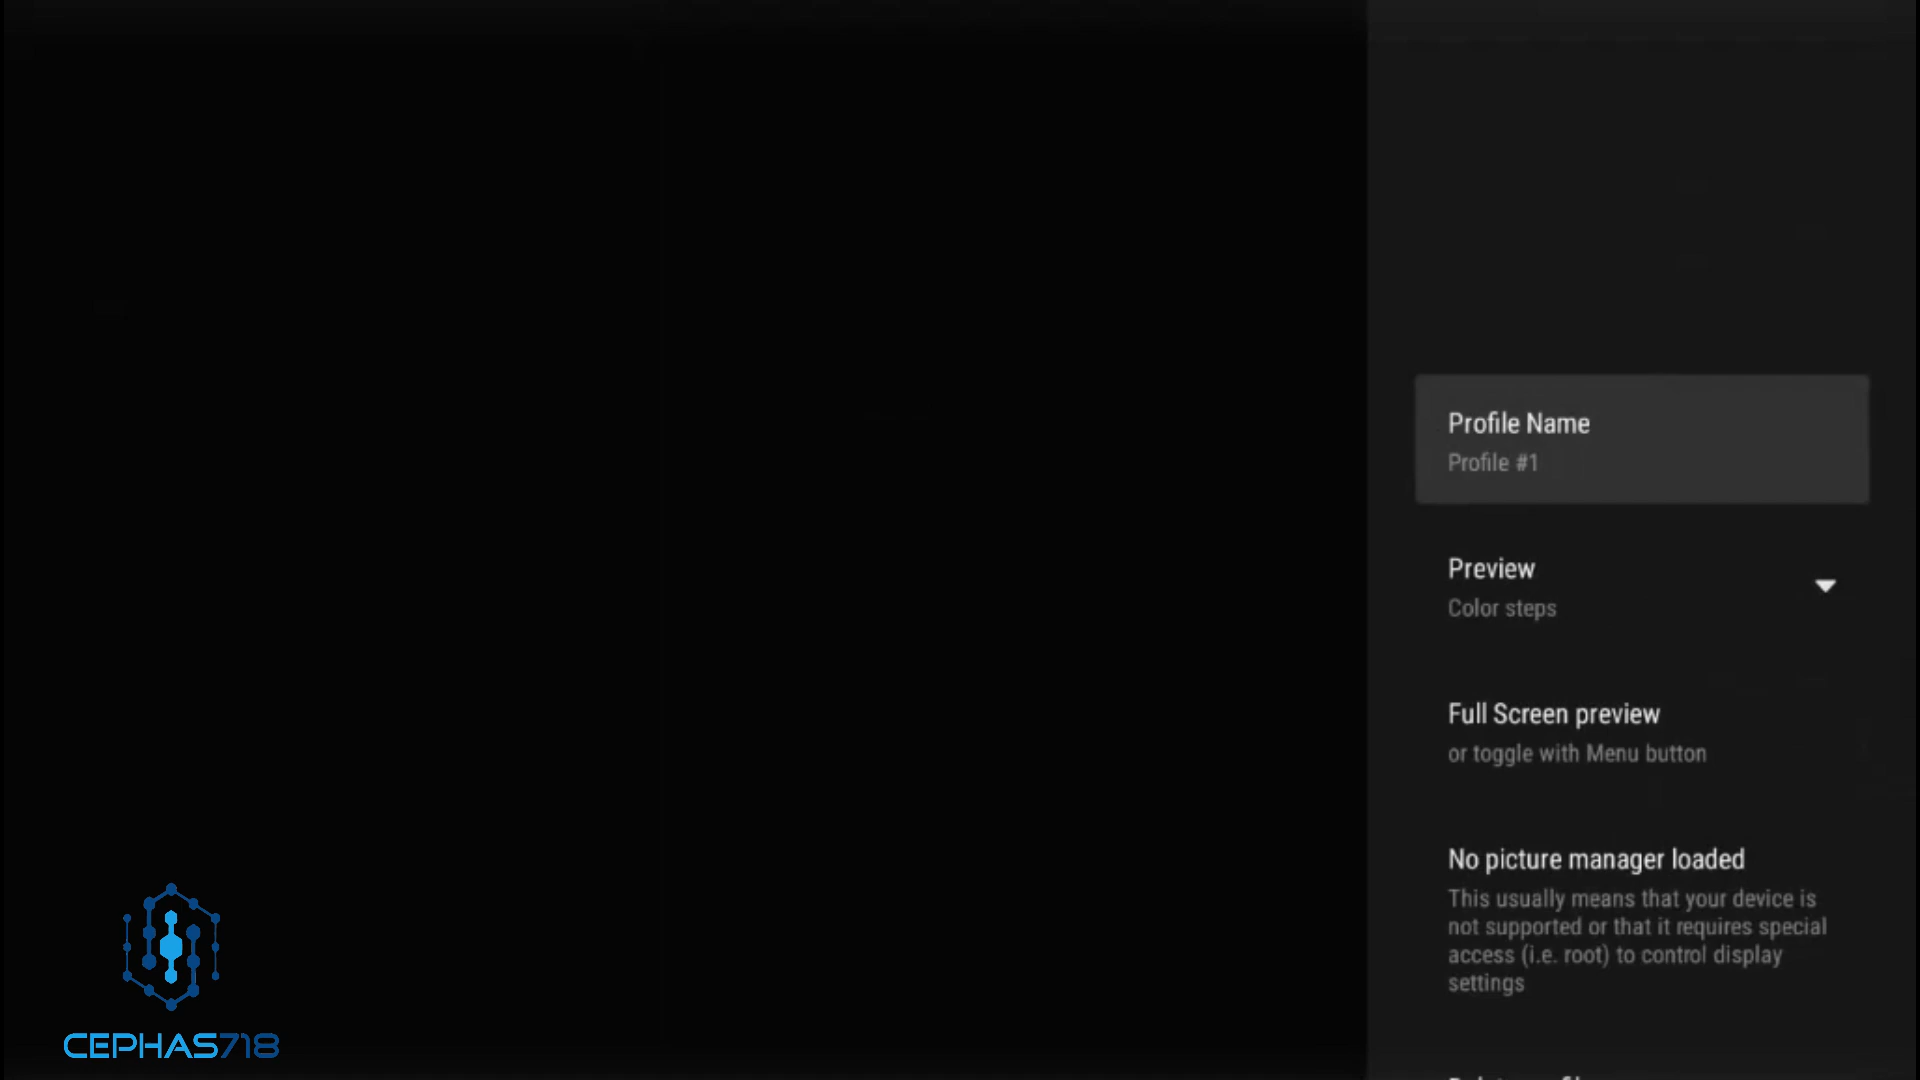 Profile Name
Profile #1
Preview
Color steps
Full Screen preview
or toggle with Menu button
No picture manager loaded
This usually means that your device is
not supported or that it requires special
access (i.e. root) to control display
settings
CEPHAS718